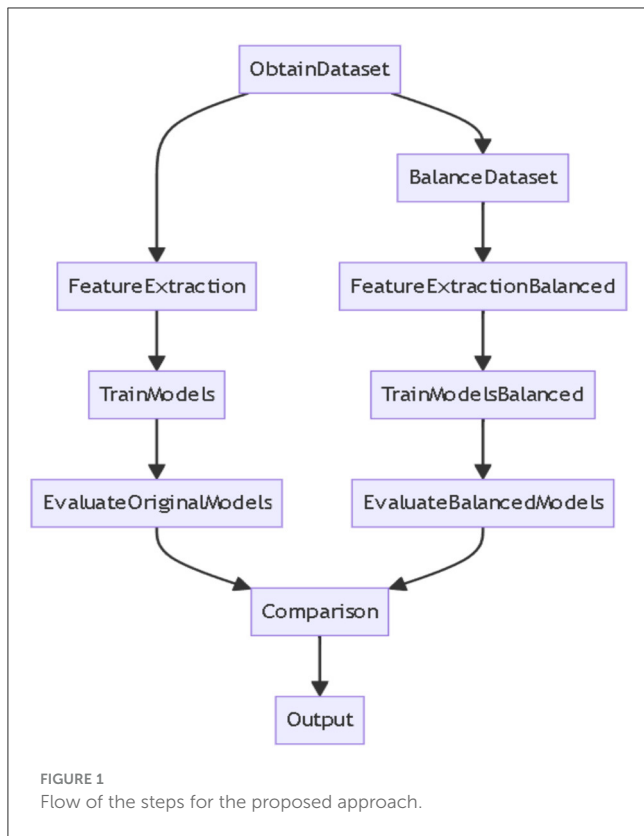 ObtainDataset
BalanceDataset
FeatureExtraction
FeatureExtractionBalanced
TrainModels
TrainModelsBalanced
EvaluateOriginalModels
EvaluateBalancedModels
Comparison
Output
FIGURE 1
Flow of the steps for the proposed approach.